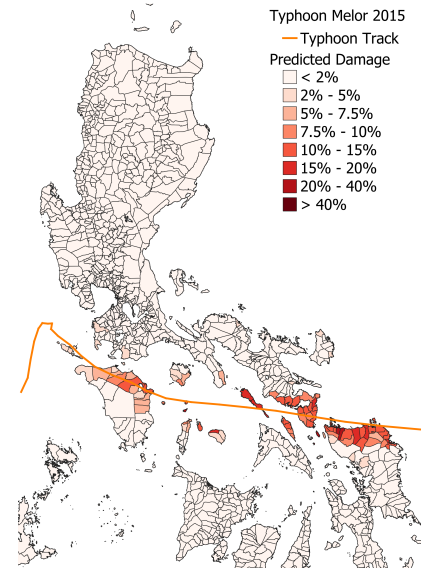 Typhoon Melor 2015
Typhoon Track
Predicted Damage
< 2%
2% - 5%
5% - 7.5%
7.5% - 10%
10% - 15%
15% - 20%
20% - 40%
> 40%